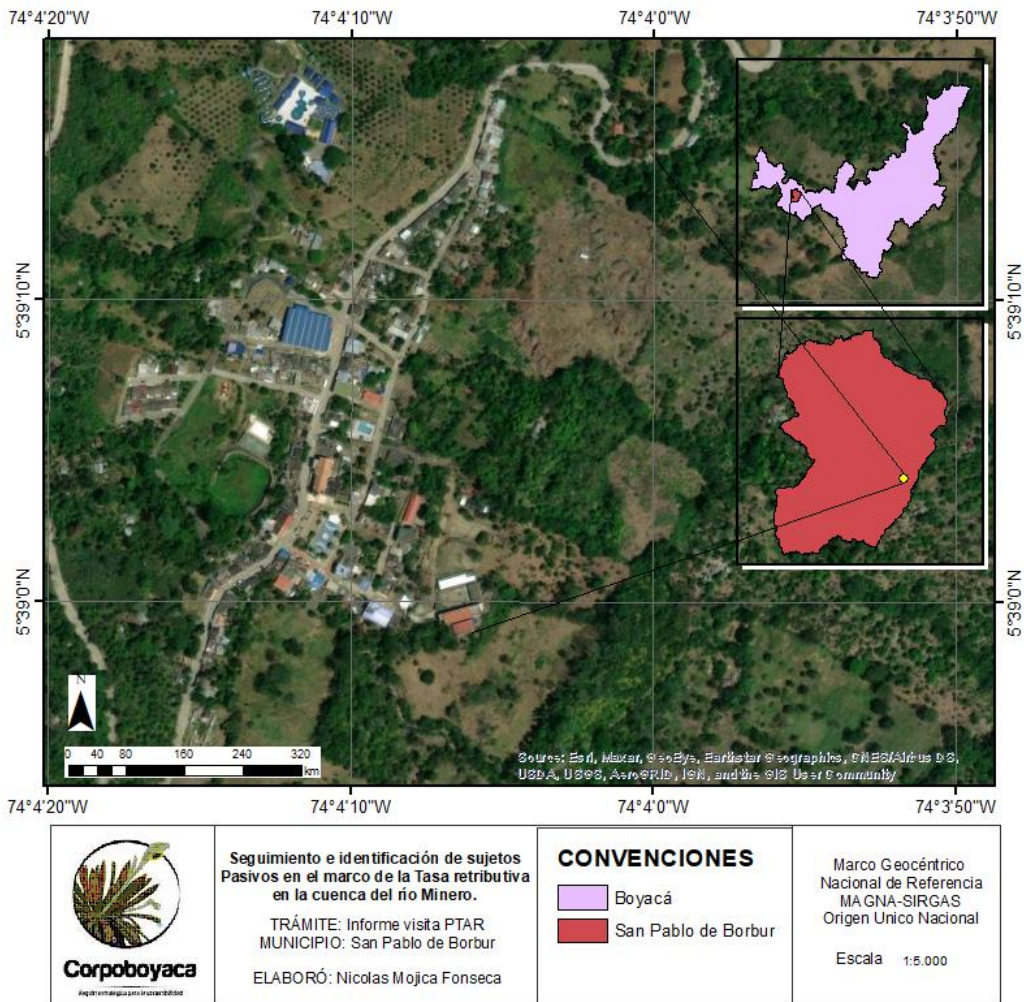 74°4'20"W 74°4'10"W 74°4'0"W 74°3'50"W
5°39'10"N 5°39'10"N
5°39'0"N 5°39'0"N
N
0 40 80 160 240 320
km
Source: Esri, Maxar, GeoEye, Earthstar Geographics, CNES/Airbus DS,
USDA, USGS, AeroGRID, IGN, and the GIS User Community
74°4'20"W 74°4'10"W 74°4'0"W 74°3'50"W
Corpoboyaca
Región estratégica para la sostenibilidad
Seguimiento e identificación de sujetos
Pasivos en el marco de la Tasa retributiva
en la cuenca del río Minero.
TRÁMITE: Informe visita PTAR
MUNICIPIO: San Pablo de Borbur
ELABORÓ: Nicolas Mojica Fonseca
CONVENCIONES
Boyacá
San Pablo de Borbur
Marco Geocéntrico
Nacional de Referencia
MAGNA-SIRGAS
Origen Unico Nacional
Escala 1:5.000